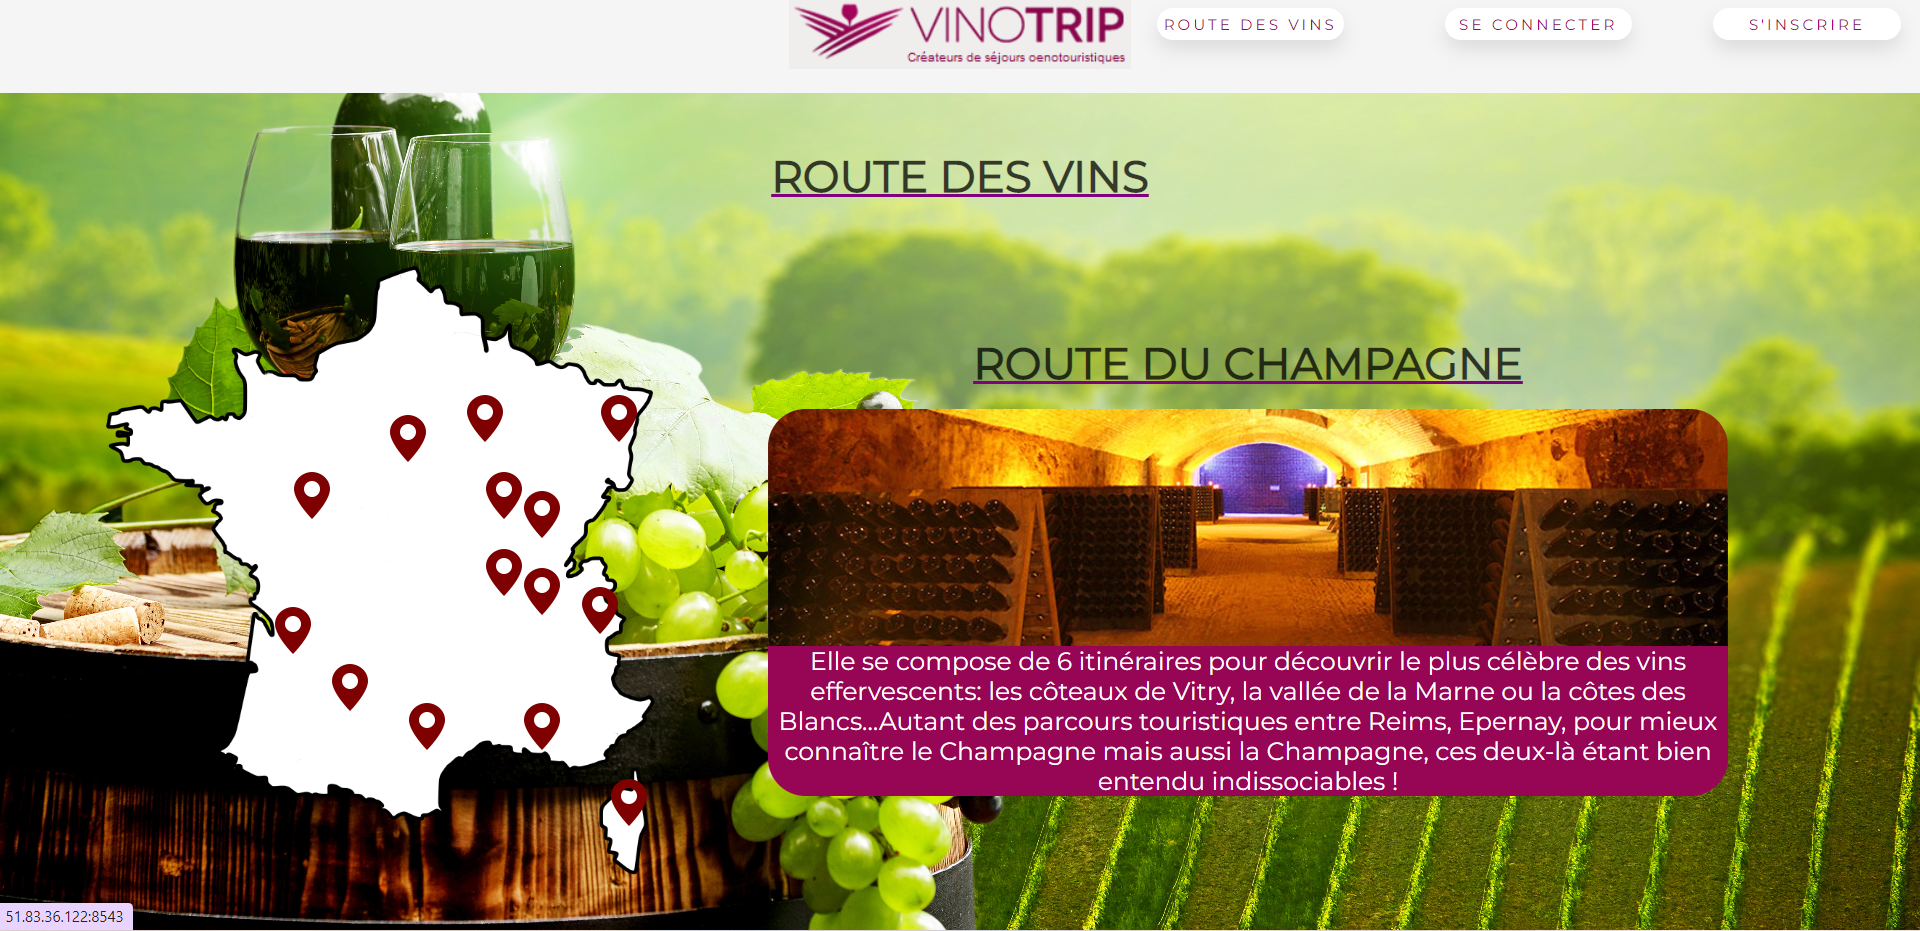 VINOTRIP
Créateurs de séjours oenotouristiques
ROUTE DES VINS
SE CONNECTER
S'INSCRIRE
ROUTE DES VINS
ROUTE DU CHAMPAGNE
Elle se compose de 6 itinéraires pour découvrir le plus célèbre des vins
effervescents: les côteaux de Vitry, la vallée de la Marne ou la côtes des
Blancs...Autant des parcours touristiques entre Reims, Epernay, pour mieux
connaître le Champagne mais aussi la Champagne, ces deux-là étant bien
entendu indissociables !
51.83.36.122:8543